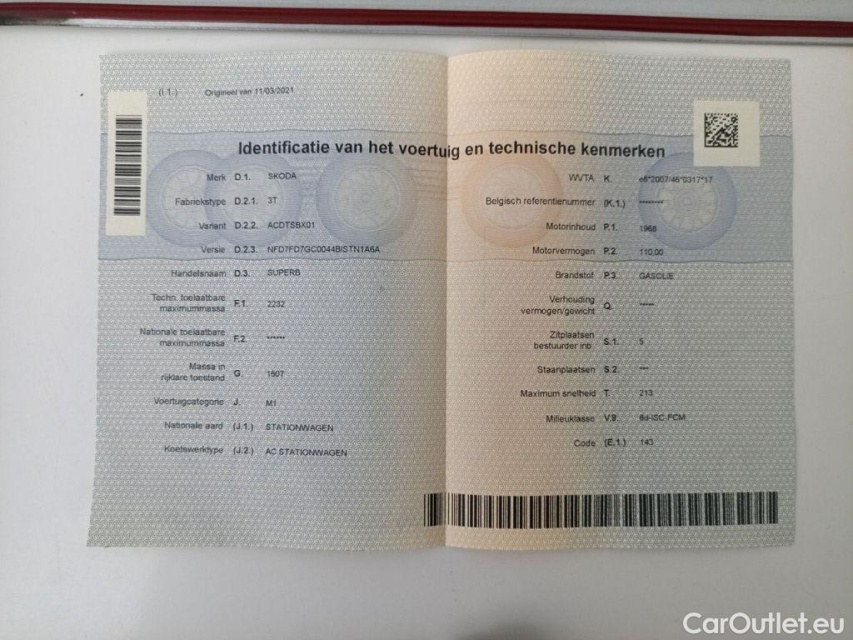 (I.1.) Origineel van 11/03/2021
Identificatie van het voertuig en technische kenmerken
Merk D.1. SKODA
Fabriekstype D.2.1. 3T
Variant D.2.2. ACDTSBX01
Versie D.2.3. NFD7FD7GC0044BISTN1A6A
Handelsnaam D.3. SUPERB
Techn. toelaatbare
maximummassa F.1. 2232
Nationale toelaatbare
maximummassa F.2. ******
Massa in
rijklare toestand G. 1607
Voertuigcategorie J. M1
Nationale aard (J.1.) STATIONWAGEN
Koetswerktype (J.2.) AC STATIONWAGEN
WVTA K. e8*2007/46*0317*17
Belgisch referentienummer (K.1.) ********
Motorinhoud P.1. 1968
Motorvermogen P.2. 110,00
Brandstof P.3. GASOLIE
Verhouding
vermogen/gewicht Q. *****
Zitplaatsen
bestuurder inb. S.1. 5
Staanplaatsen S.2. ***
Maximum snelheid T. 213
Milieuklasse V.9. 6d-ISC-FCM
Code (E.1.) 143
CarOutlet.eu